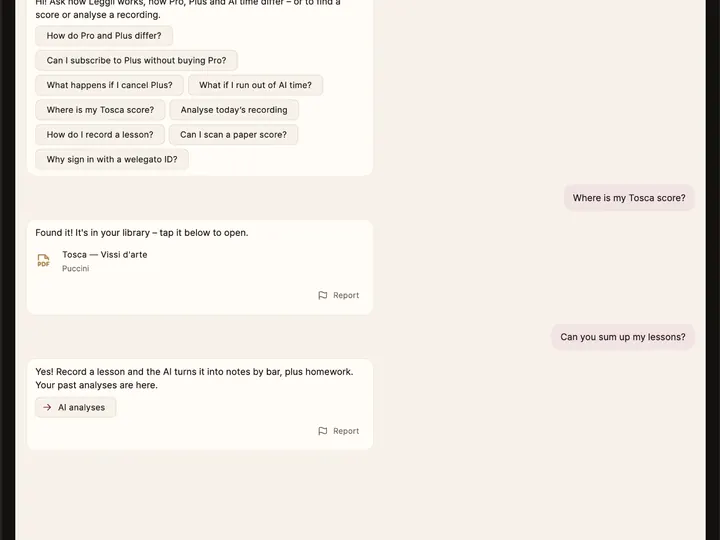 Hi! Ask how Leggii works, how Pro, Plus and AI time differ – or to find a
score or analyse a recording.
How do Pro and Plus differ?
Can I subscribe to Plus without buying Pro?
What happens if I cancel Plus?
What if I run out of AI time?
Where is my Tosca score?
Analyse today's recording
How do I record a lesson?
Can I scan a paper score?
Why sign in with a welegato ID?
Where is my Tosca score?
Found it! It's in your library – tap it below to open.
PDF
Tosca — Vissi d'arte
Puccini
Report
Can you sum up my lessons?
Yes! Record a lesson and the AI turns it into notes by bar, plus homework.
Your past analyses are here.
AI analyses
Report